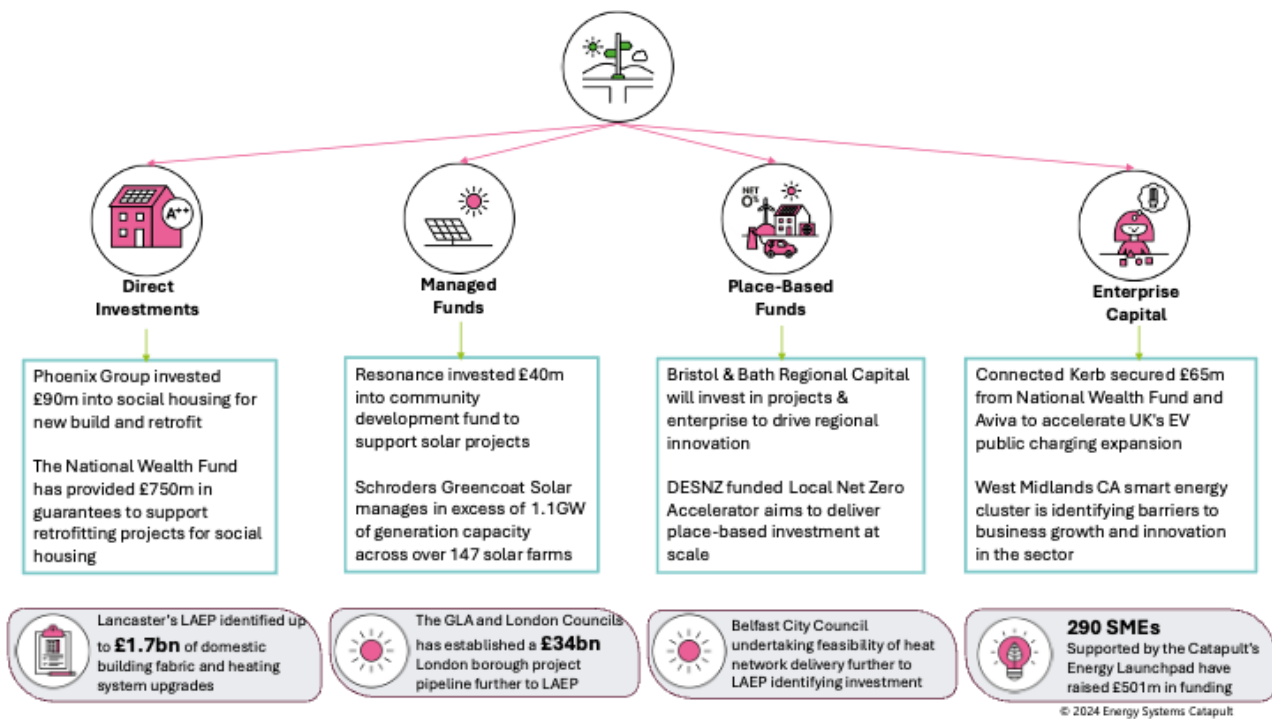 A++
Direct
Investments
Phoenix Group invested
£90m into social housing for
new build and retrofit
The National Wealth Fund
has provided £750m in
guarantees to support
retrofitting projects for social
housing
Lancaster's LAEP identified up
to £1.7bn of domestic
building fabric and heating
system upgrades
Managed
Funds
Resonance invested £40m
into community
development fund to
support solar projects
Schroders Greencoat Solar
manages in excess of 1.1GW
of generation capacity
across over 147 solar farms
The GLA and London Councils
has established a £34bn
London borough project
pipeline further to LAEP
NET
0%
Place-Based
Funds
Bristol & Bath Regional Capital
will invest in projects &
enterprise to drive regional
innovation
DESNZ funded Local Net Zero
Accelerator aims to deliver
place-based investment at
scale
Belfast City Council
undertaking feasibility of heat
network delivery further to
LAEP identifying investment
Enterprise
Capital
Connected Kerb secured £65m
from National Wealth Fund and
Aviva to accelerate UK's EV
public charging expansion
West Midlands CA smart energy
cluster is identifying barriers to
business growth and innovation
in the sector
290 SMEs
Supported by the Catapult's
Energy Launchpad have
raised £501m in funding
© 2024 Energy Systems Catapult